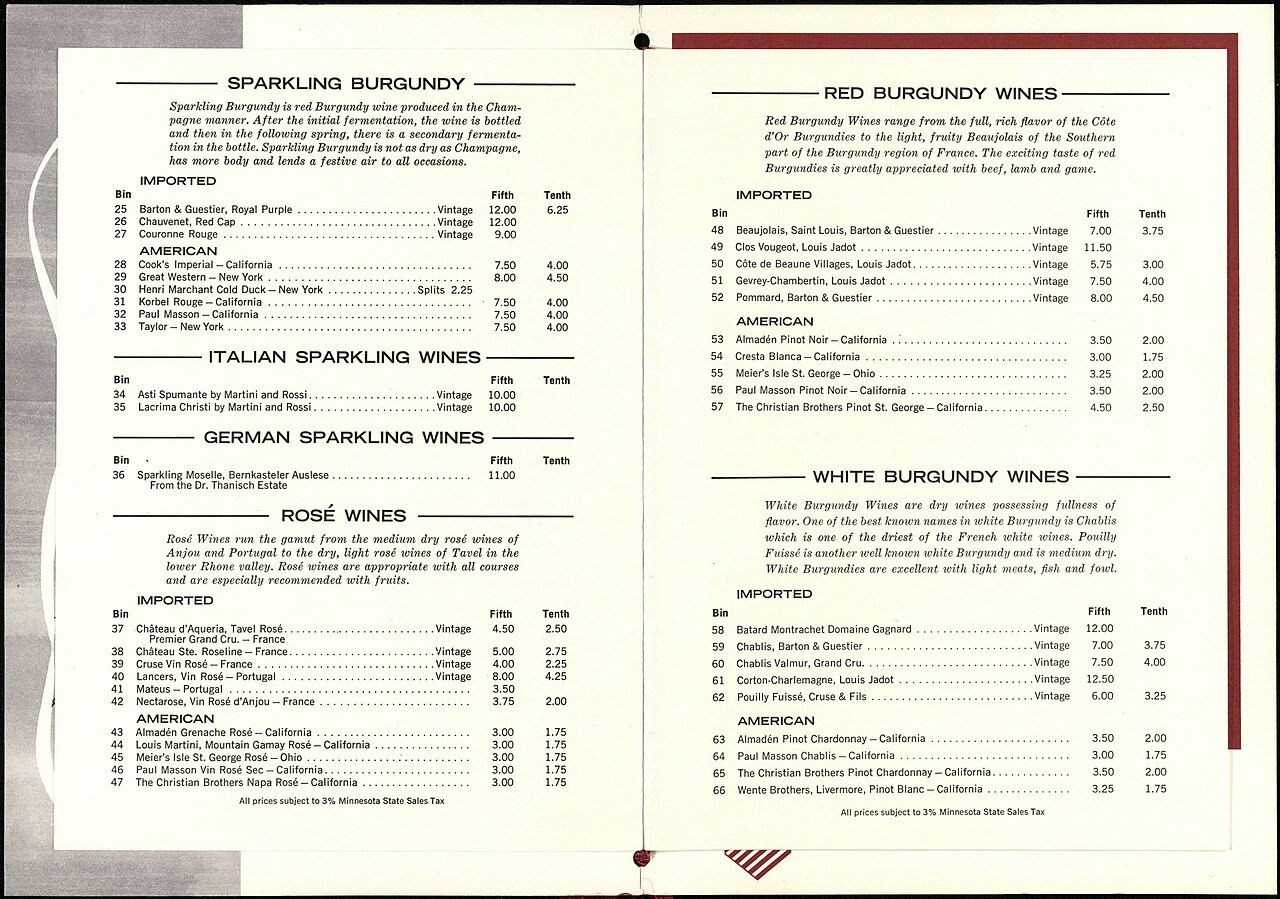 SPARKLING BURGUNDY
Sparkling Burgundy is red Burgundy wine produced in the Cham-
pagne manner. After the initial fermentation, the wine is bottled
and then in the following spring, there is a secondary fermenta-
tion in the bottle. Sparkling Burgundy is not as dry as Champagne,
has more body and lends a festive air to all occasions.
IMPORTED
Bin Fifth Tenth
25 Barton & Guestier, Royal Purple ....................... Vintage 12.00 6.25
26 Chauvenet, Red Cap ....................... Vintage 12.00
27 Couronne Rouge ....................... Vintage 9.00
AMERICAN
28 Cook's Imperial — California ....................... 7.50 4.00
29 Great Western — New York ....................... 8.00 4.50
30 Henri Marchant Cold Duck — New York ............... Splits 2.25
31 Korbel Rouge — California ....................... 7.50 4.00
32 Paul Masson — California ....................... 7.50 4.00
33 Taylor — New York ....................... 7.50 4.00
ITALIAN SPARKLING WINES
Bin Fifth Tenth
34 Asti Spumante by Martini and Rossi ....................... Vintage 10.00
35 Lacrima Christi by Martini and Rossi ....................... Vintage 10.00
GERMAN SPARKLING WINES
Bin Fifth Tenth
36 Sparkling Moselle, Bernkasteler Auslese ....................... 11.00
From the Dr. Thanisch Estate
ROSÉ WINES
Rosé Wines run the gamut from the medium dry rosé wines of
Anjou and Portugal to the dry, light rosé wines of Tavel in the
lower Rhone valley. Rosé wines are appropriate with all courses
and are especially recommended with fruits.
IMPORTED
Bin Fifth Tenth
37 Château d'Aqueria, Tavel Rosé ....................... Vintage 4.50 2.50
Premier Grand Cru. — France
38 Château Ste. Roseline — France ....................... Vintage 5.00 2.75
39 Cruse Vin Rosé — France ....................... Vintage 4.00 2.25
40 Lancers, Vin Rosé — Portugal ....................... Vintage 8.00 4.25
41 Mateus — Portugal ....................... 3.50
42 Nectarose, Vin Rosé d'Anjou — France ....................... 3.75 2.00
AMERICAN
43 Almadén Grenache Rosé — California ....................... 3.00 1.75
44 Louis Martini, Mountain Gamay Rosé — California ............... 3.00 1.75
45 Meier's Isle St. George Rosé — Ohio ....................... 3.00 1.75
46 Paul Masson Vin Rosé Sec — California ....................... 3.00 1.75
47 The Christian Brothers Napa Rosé — California ................. 3.00 1.75
All prices subject to 3% Minnesota State Sales Tax
RED BURGUNDY WINES
Red Burgundy Wines range from the full, rich flavor of the Côte
d'Or Burgundies to the light, fruity Beaujolais of the Southern
part of the Burgundy region of France. The exciting taste of red
Burgundies is greatly appreciated with beef, lamb and game.
IMPORTED
Bin Fifth Tenth
48 Beaujolais, Saint Louis, Barton & Guestier ............... Vintage 7.00 3.75
49 Clos Vougeot, Louis Jadot ....................... Vintage 11.50
50 Côte de Beaune Villages, Louis Jadot ................... Vintage 5.75 3.00
51 Gevrey-Chambertin, Louis Jadot ....................... Vintage 7.50 4.00
52 Pommard, Barton & Guestier ....................... Vintage 8.00 4.50
AMERICAN
53 Almadén Pinot Noir — California ....................... 3.50 2.00
54 Cresta Blanca — California ....................... 3.00 1.75
55 Meier's Isle St. George — Ohio ....................... 3.25 2.00
56 Paul Masson Pinot Noir — California ....................... 3.50 2.00
57 The Christian Brothers Pinot St. George — California ............. 4.50 2.50
WHITE BURGUNDY WINES
White Burgundy Wines are dry wines possessing fullness of
flavor. One of the best known names in white Burgundy is Chablis
which is one of the driest of the French white wines. Pouilly
Fuissé is another well known white Burgundy and is medium dry.
White Burgundies are excellent with light meats, fish and fowl.
IMPORTED
Bin Fifth Tenth
58 Batard Montrachet Domaine Gagnard ................... Vintage 12.00
59 Chablis, Barton & Guestier ....................... Vintage 7.00 3.75
60 Chablis Valmur, Grand Cru. ....................... Vintage 7.50 4.00
61 Corton-Charlemagne, Louis Jadot ....................... Vintage 12.50
62 Pouilly Fuissé, Cruse & Fils ....................... Vintage 6.00 3.25
AMERICAN
63 Almadén Pinot Chardonnay — California ....................... 3.50 2.00
64 Paul Masson Chablis — California ....................... 3.00 1.75
65 The Christian Brothers Pinot Chardonnay — California ............. 3.50 2.00
66 Wente Brothers, Livermore, Pinot Blanc — California .............. 3.25 1.75
All prices subject to 3% Minnesota State Sales Tax